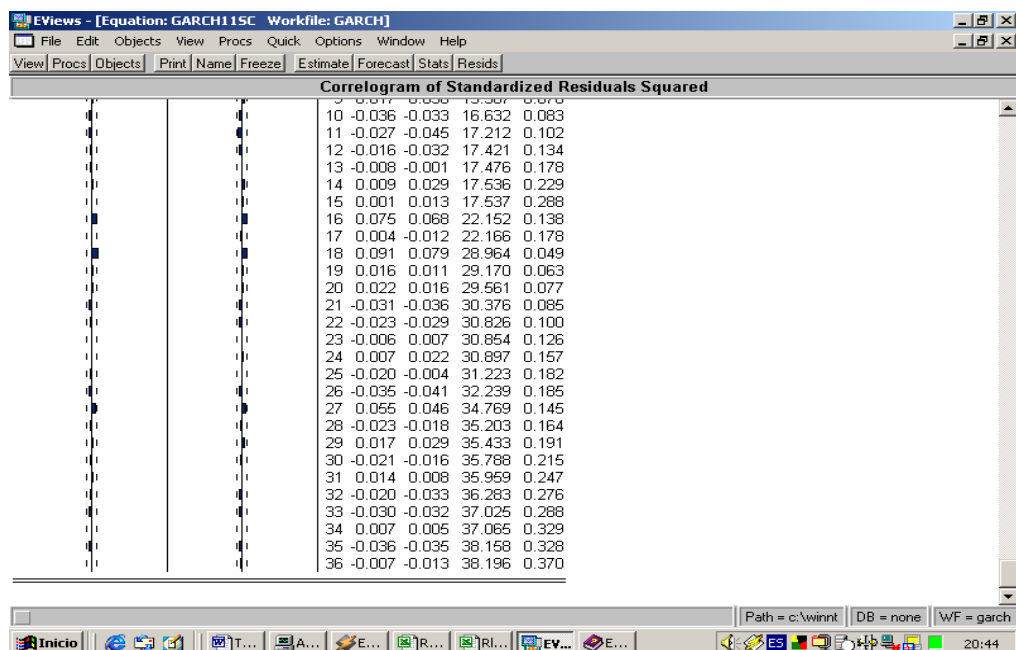 EViews - [Equation: GARCH11SC Workfile: GARCH]
File Edit Objects View Procs Quick Options Window Help
View Procs Objects Print Name Freeze Estimate Forecast Stats Resids
Correlogram of Standardized Residuals Squared
10 -0.036 -0.033 16.632 0.083
11 -0.027 -0.045 17.212 0.102
12 -0.016 -0.032 17.421 0.134
13 -0.008 -0.001 17.476 0.178
14 0.009 0.029 17.536 0.229
15 0.001 0.013 17.537 0.288
16 0.075 0.068 22.152 0.138
17 0.004 -0.012 22.166 0.178
18 0.091 0.079 28.964 0.049
19 0.016 0.011 29.170 0.063
20 0.022 0.016 29.561 0.077
21 -0.031 -0.036 30.376 0.085
22 -0.023 -0.029 30.826 0.100
23 -0.006 0.007 30.854 0.126
24 0.007 0.022 30.897 0.157
25 -0.020 -0.004 31.223 0.182
26 -0.035 -0.041 32.239 0.185
27 0.055 0.046 34.769 0.145
28 -0.023 -0.018 35.203 0.164
29 0.017 0.029 35.433 0.191
30 -0.021 -0.016 35.788 0.215
31 0.014 0.008 35.959 0.247
32 -0.020 -0.033 36.283 0.276
33 -0.030 -0.032 37.025 0.288
34 0.007 0.005 37.065 0.329
35 -0.036 -0.035 38.158 0.328
36 -0.007 -0.013 38.196 0.370
Path = c:\winnt DB = none WF = garch
Inicio T... A... E... R... RI... EV... E... ES 20:44